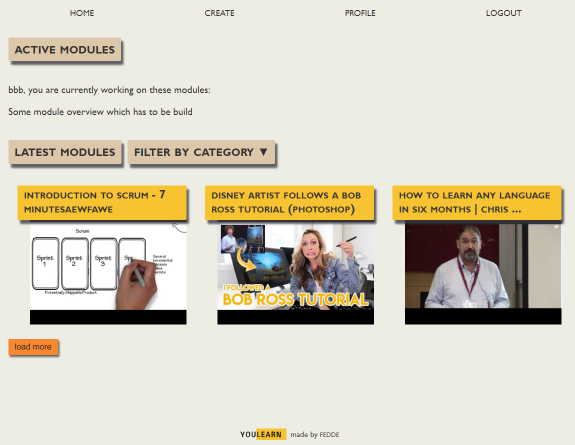 HOME CREATE PROFILE LOGOUT
ACTIVE MODULES
bbb, you are currently working on these modules:
Some module overview which has to be build
LATEST MODULES FILTER BY CATEGORY ▼
INTRODUCTION TO SCRUM - 7
MINUTESAEWFAWE
DISNEY ARTIST FOLLOWS A BOB
ROSS TUTORIAL (PHOTOSHOP)
HOW TO LEARN ANY LANGUAGE
IN SIX MONTHS | CHRIS ...
Scrum
Sprint
1
Sprint
2
Sprint
3
Several
Incremental
Potentially Shippable Product
I FOLLOWED A
BOB ROSS TUTORIAL
load more
YOULEARN made by FEDDE